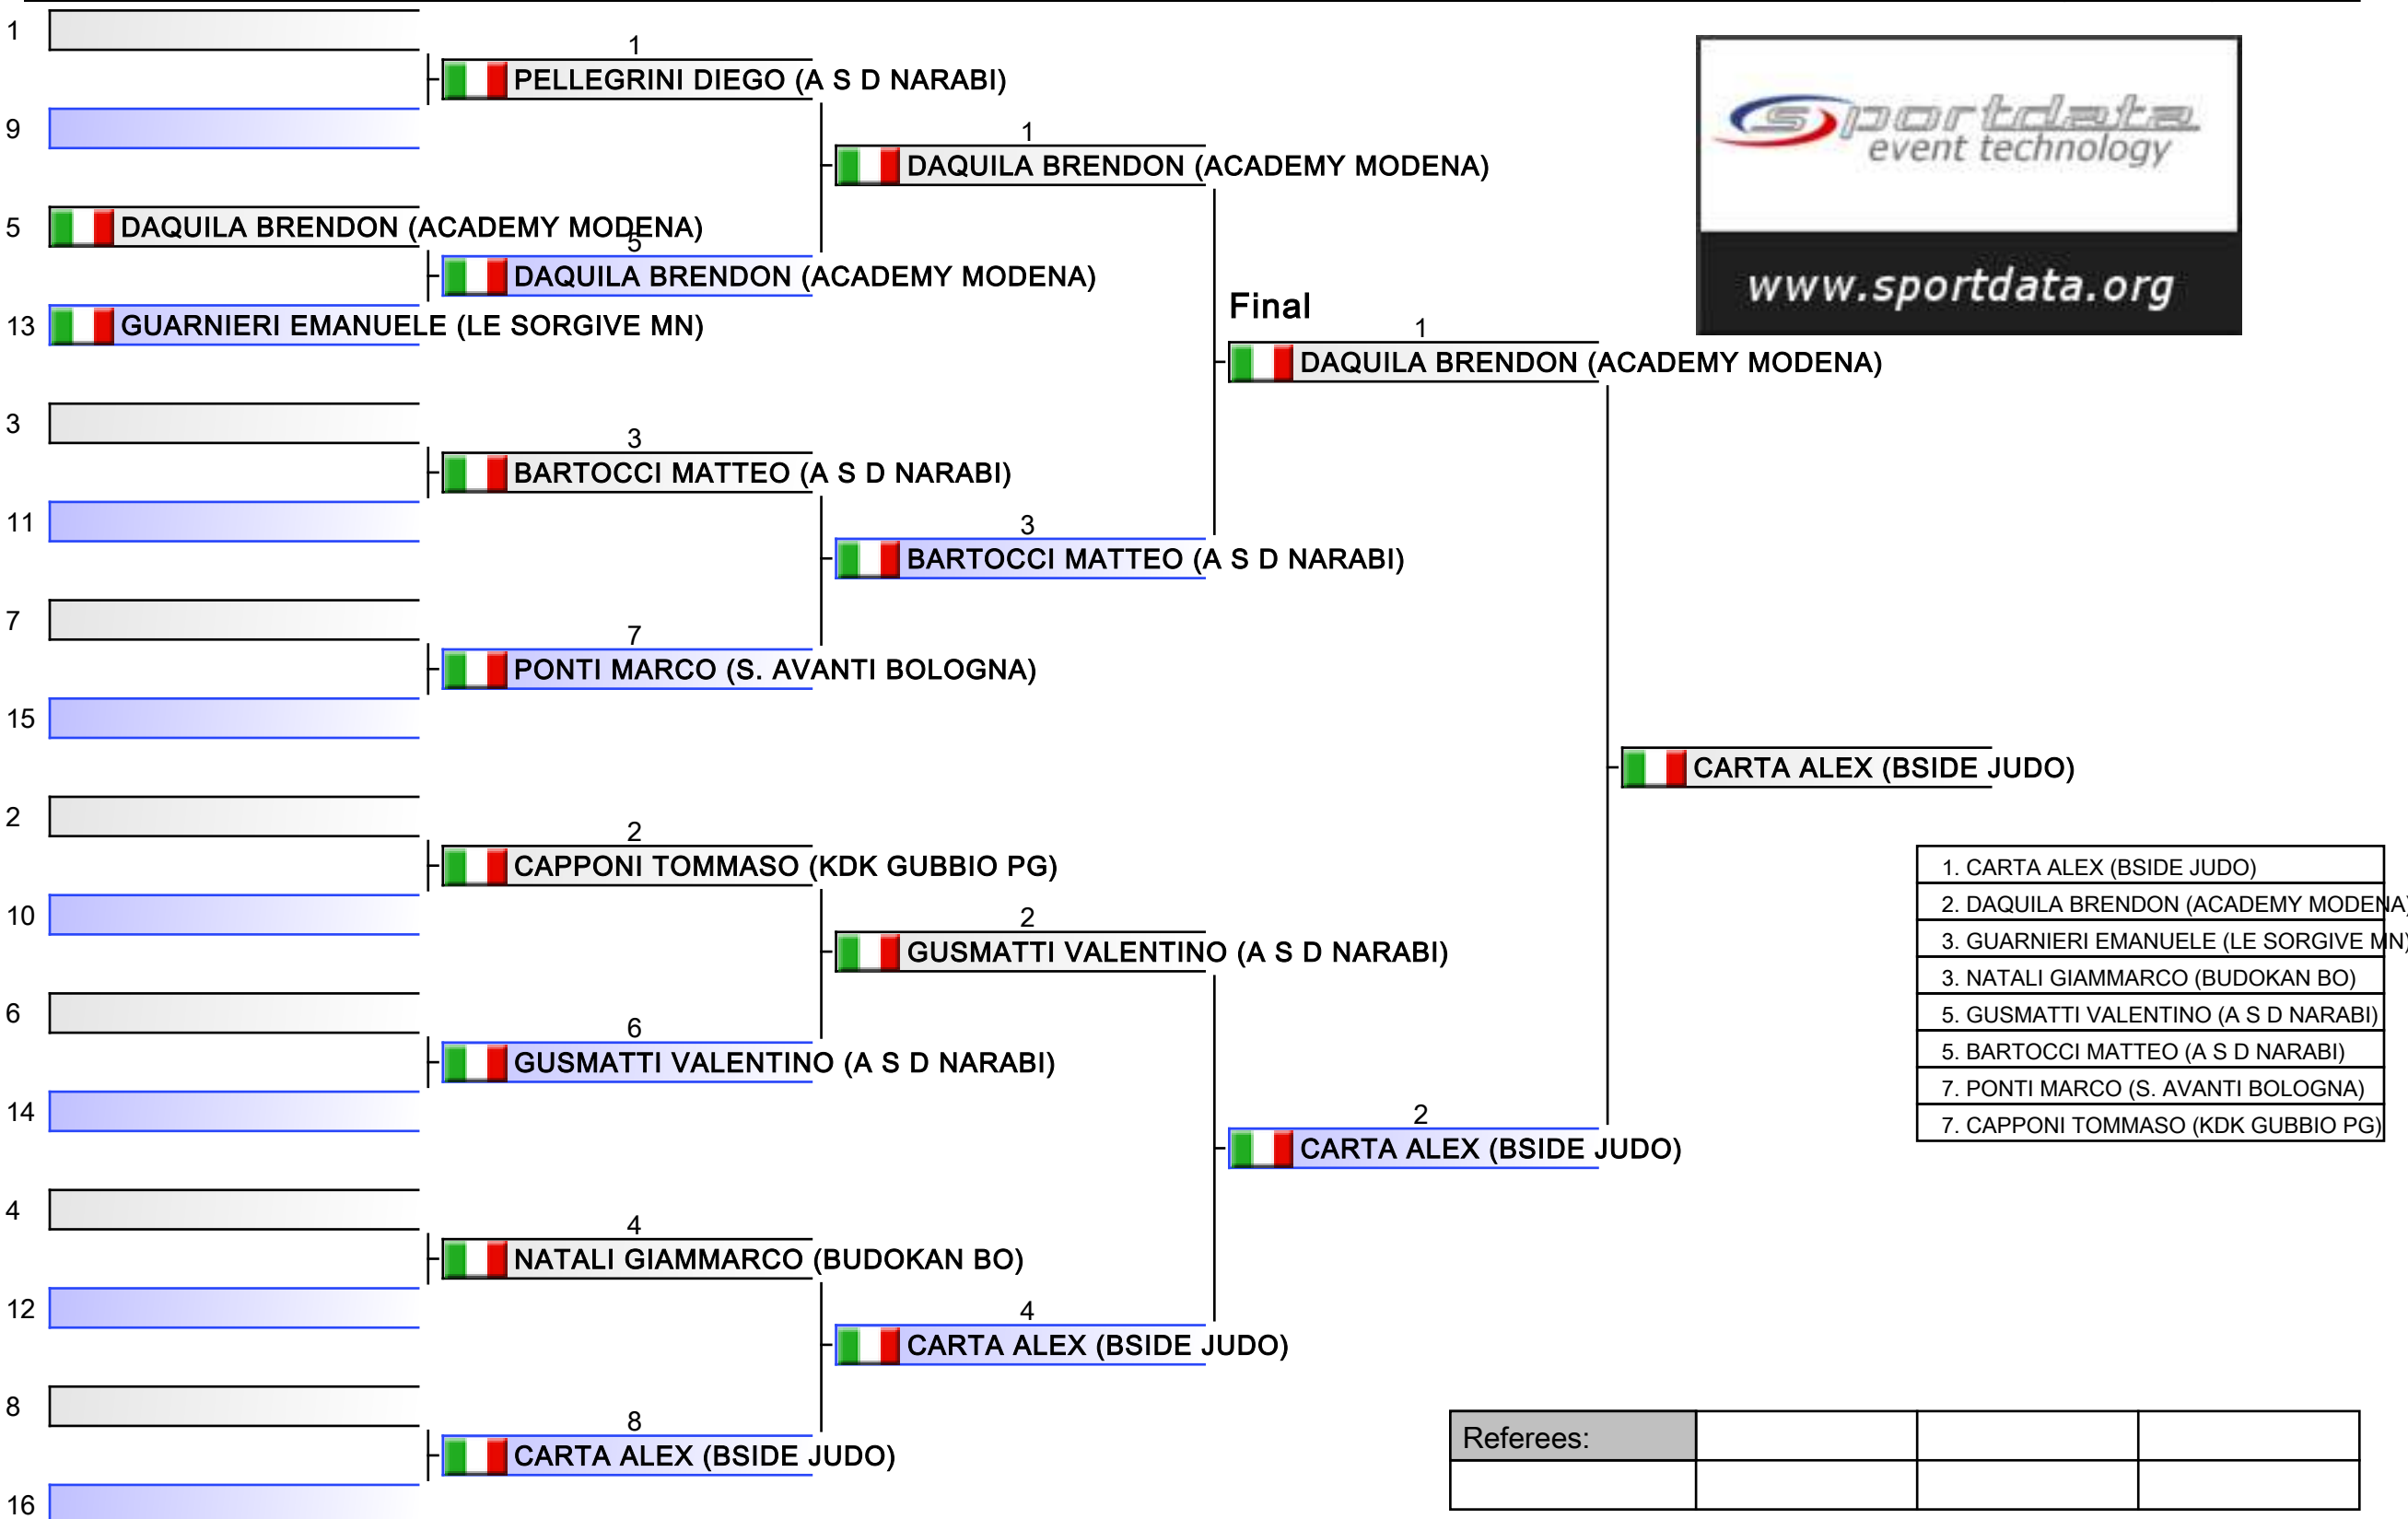 1
1
PELLEGRINI DIEGO (A S D NARABI)
9
1
DAQUILA BRENDON (ACADEMY MODENA)
5
DAQUILA BRENDON (ACADEMY MODENA)
5
DAQUILA BRENDON (ACADEMY MODENA)
13
GUARNIERI EMANUELE (LE SORGIVE MN)
Final
1
DAQUILA BRENDON (ACADEMY MODENA)
3
3
BARTOCCI MATTEO (A S D NARABI)
11
3
BARTOCCI MATTEO (A S D NARABI)
7
7
PONTI MARCO (S. AVANTI BOLOGNA)
15
CARTA ALEX (BSIDE JUDO)
2
2
CAPPONI TOMMASO (KDK GUBBIO PG)
10
2
GUSMATTI VALENTINO (A S D NARABI)
6
6
GUSMATTI VALENTINO (A S D NARABI)
14
2
CARTA ALEX (BSIDE JUDO)
4
4
NATALI GIAMMARCO (BUDOKAN BO)
12
4
CARTA ALEX (BSIDE JUDO)
8
8
CARTA ALEX (BSIDE JUDO)
16
sportdata
event technology
www.sportdata.org
1. CARTA ALEX (BSIDE JUDO)
2. DAQUILA BRENDON (ACADEMY MODENA)
3. GUARNIERI EMANUELE (LE SORGIVE MN)
3. NATALI GIAMMARCO (BUDOKAN BO)
5. GUSMATTI VALENTINO (A S D NARABI)
5. BARTOCCI MATTEO (A S D NARABI)
7. PONTI MARCO (S. AVANTI BOLOGNA)
7. CAPPONI TOMMASO (KDK GUBBIO PG)
Referees: